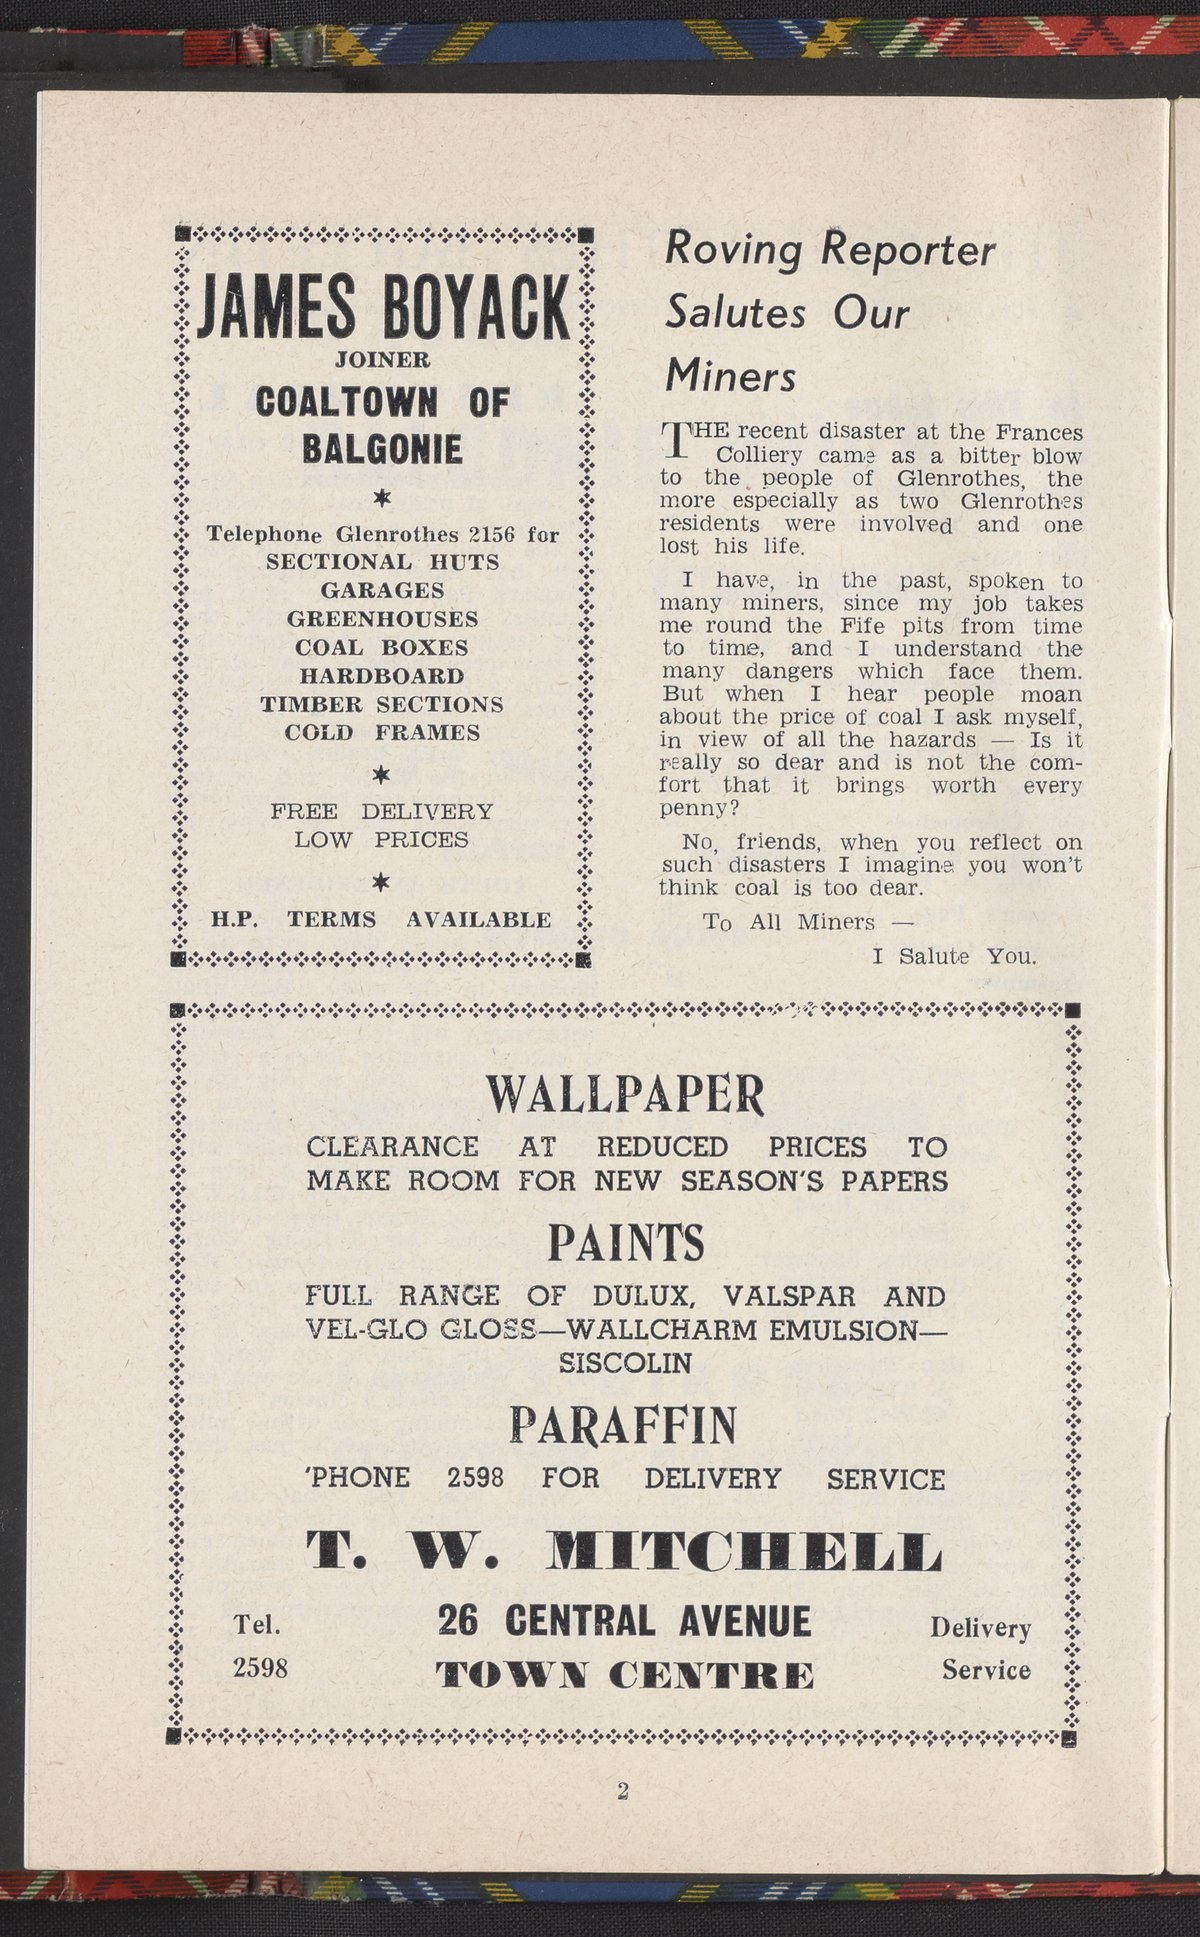 JAMES BOYACK
JOINER
COALTOWN OF
BALGONIE
Telephone Glenrothes 2156 for
SECTIONAL HUTS
GARAGES
GREENHOUSES
COAL BOXES
HARDBOARD
TIMBER SECTIONS
COLD FRAMES
FREE DELIVERY
LOW PRICES
H.P. TERMS AVAILABLE
Roving Reporter
Salutes Our
Miners
THE recent disaster at the Frances
Colliery came as a bitter blow
to the people of Glenrothes, the
more especially as two Glenrothes
residents were involved and one
lost his life.
I have, in the past, spoken to
many miners, since my job takes
me round the Fife pits from time
to time, and I understand the
many dangers which face them.
But when I hear people moan
about the price of coal I ask myself,
in view of all the hazards — Is it
really so dear and is not the com-
fort that it brings worth every
penny?
No, friends, when you reflect on
such disasters I imagine you won't
think coal is too dear.
To All Miners —
I Salute You.
WALLPAPER
CLEARANCE AT REDUCED PRICES TO
MAKE ROOM FOR NEW SEASON'S PAPERS
PAINTS
FULL RANGE OF DULUX, VALSPAR AND
VEL-GLO GLOSS—WALLCHARM EMULSION—
SISCOLIN
PARAFFIN
'PHONE 2598 FOR DELIVERY SERVICE
T. W. MITCHELL
Tel. 26 CENTRAL AVENUE Delivery
2598 TOWN CENTRE Service
2